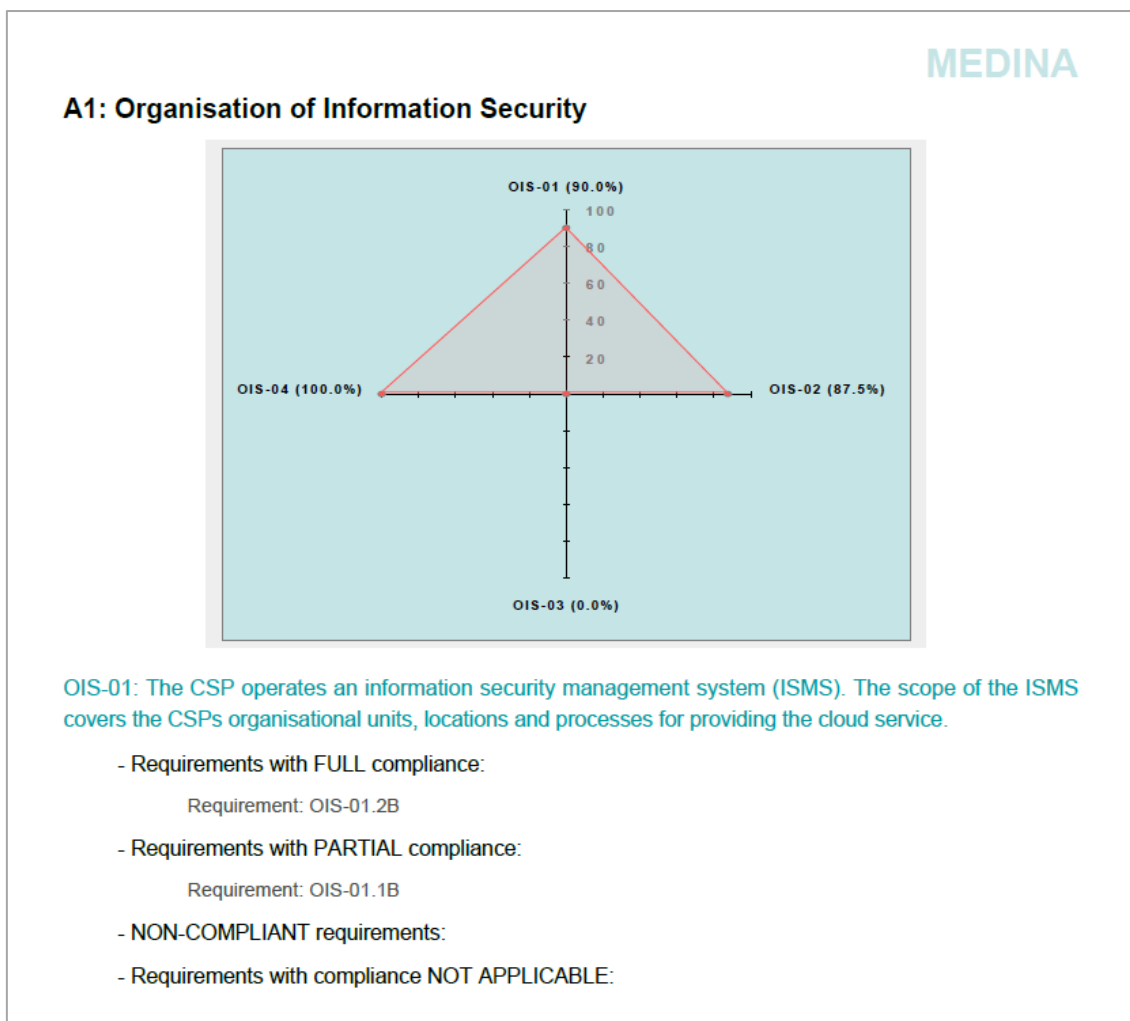 MEDINA
A1: Organisation of Information Security
OIS-01 (90.0%)
100
80
60
40
20
OIS-04 (100.0%)
OIS-02 (87.5%)
OIS-03 (0.0%)
OIS-01: The CSP operates an information security management system (ISMS). The scope of the ISMS
covers the CSPs organisational units, locations and processes for providing the cloud service.
- Requirements with FULL compliance:
Requirement: OIS-01.2B
- Requirements with PARTIAL compliance:
Requirement: OIS-01.1B
- NON-COMPLIANT requirements:
- Requirements with compliance NOT APPLICABLE: